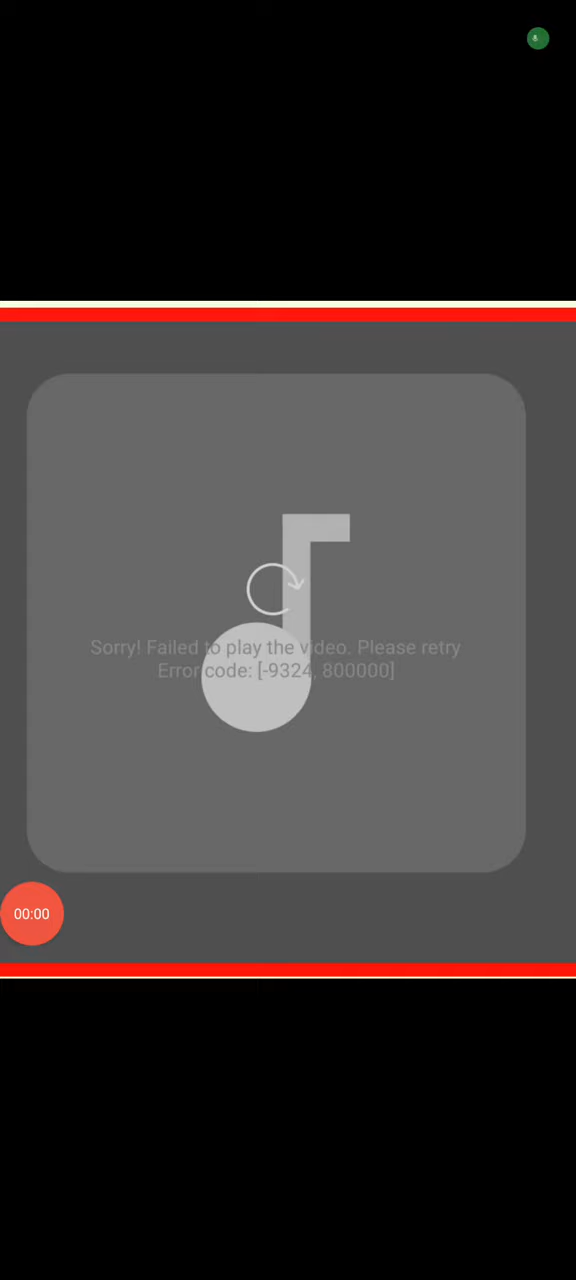 Sorry! Failed to play the video. Please retry
Error code: [-9324, 800000]
00:00